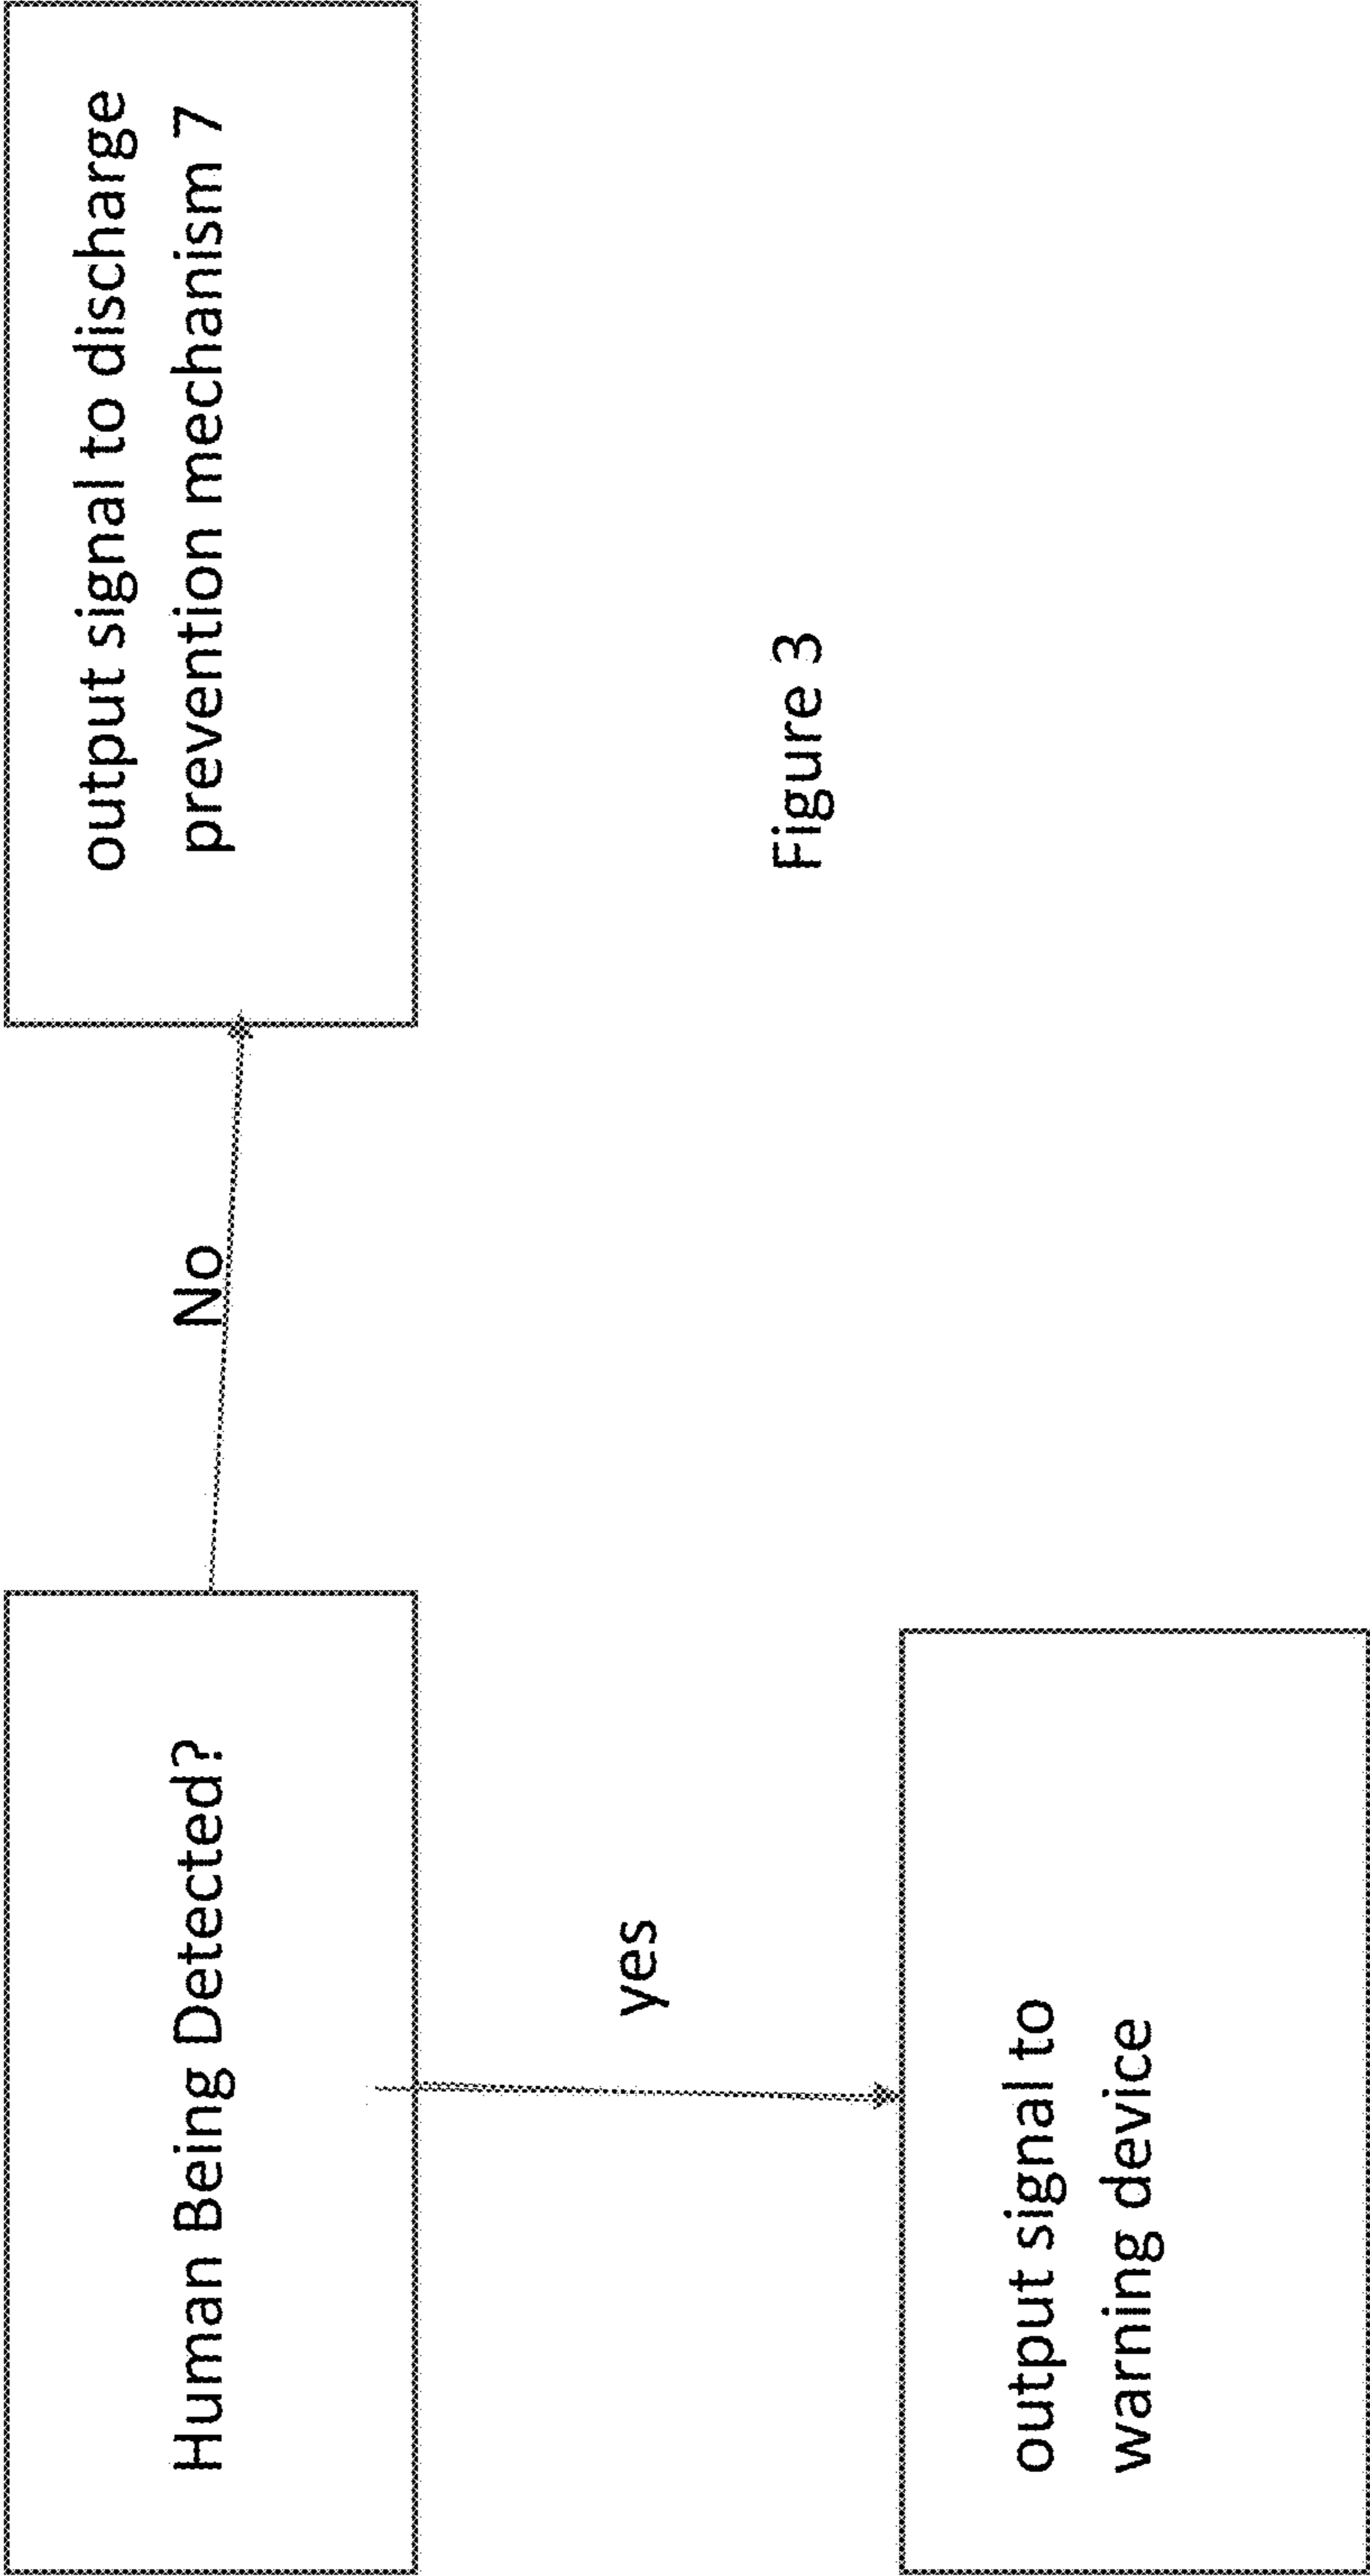 Human Being Detected?
No
output signal to discharge
prevention mechanism 7
yes
output signal to
warning device
Figure 3